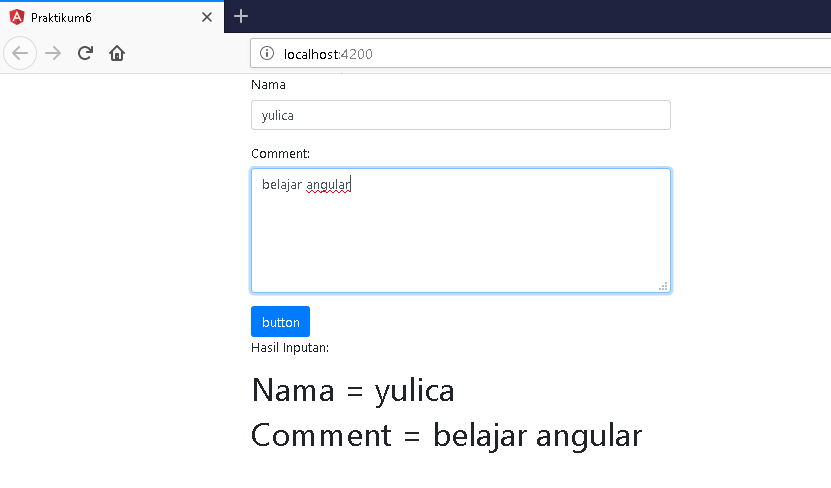 Praktikum6
localhost:4200
Nama
yulica
Comment:
belajar angular
button
Hasil Inputan:
Nama = yulica
Comment = belajar angular